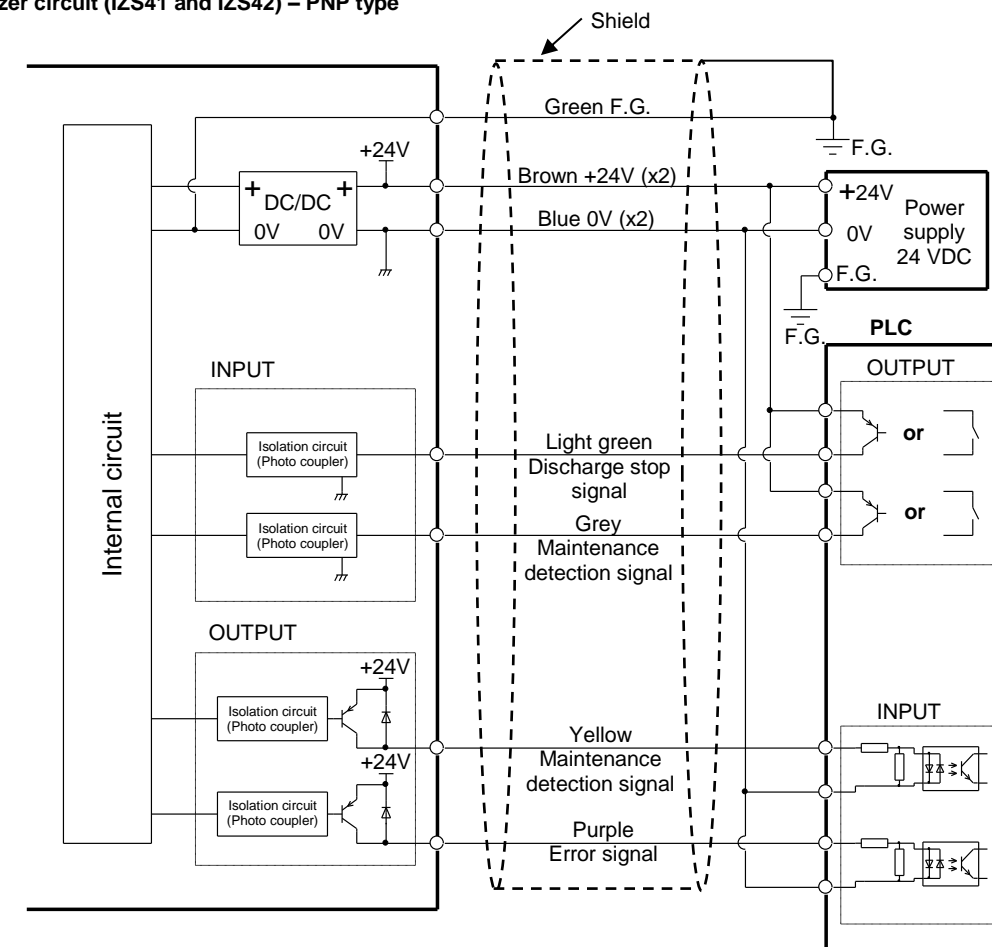 zer circuit (IZS41 and IZS42) – PNP type
Shield
Green F.G.
F.G.
+24V
Brown +24V (x2)
+ DC/DC +
0V 0V
Blue 0V (x2)
+24V
0V
F.G.
Power
supply
24 VDC
F.G.
PLC
INPUT
OUTPUT
Internal circuit
Isolation circuit
(Photo coupler)
Light green
Discharge stop
signal
or
Isolation circuit
(Photo coupler)
Grey
Maintenance
detection signal
or
OUTPUT
+24V
Isolation circuit
(Photo coupler)
Yellow
Maintenance
detection signal
INPUT
+24V
Isolation circuit
(Photo coupler)
Purple
Error signal